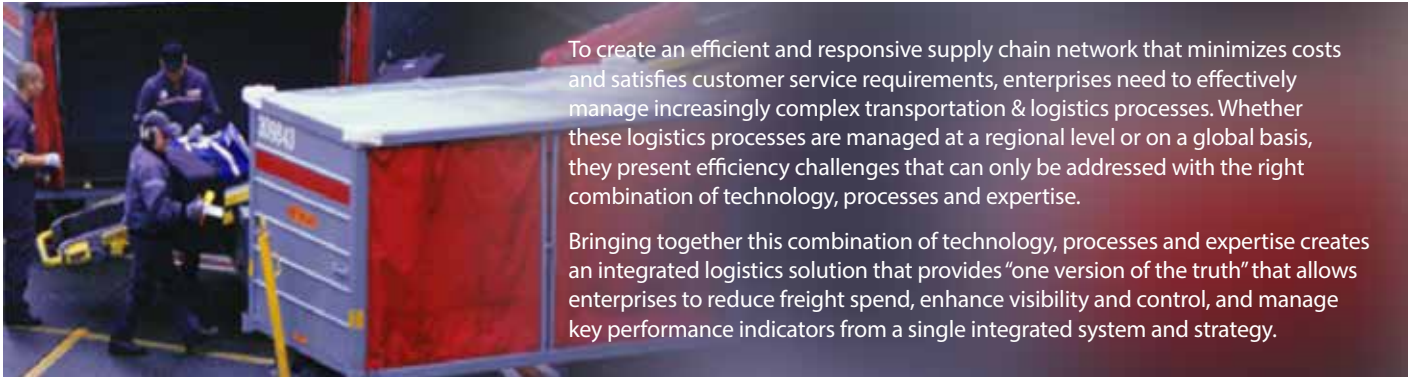 To create an efficient and responsive supply chain network that minimizes costs
and satisfies customer service requirements, enterprises need to effectively
manage increasingly complex transportation & logistics processes. Whether
these logistics processes are managed at a regional level or on a global basis,
they present efficiency challenges that can only be addressed with the right
combination of technology, processes and expertise.
Bringing together this combination of technology, processes and expertise creates
an integrated logistics solution that provides “one version of the truth” that allows
enterprises to reduce freight spend, enhance visibility and control, and manage
key performance indicators from a single integrated system and strategy.